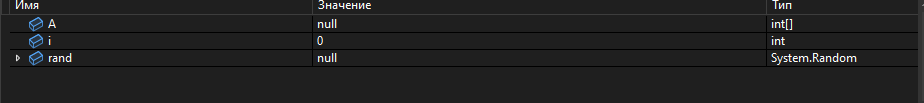 Имя Значение Тип
A null int[]
i 0 int
rand null System.Random